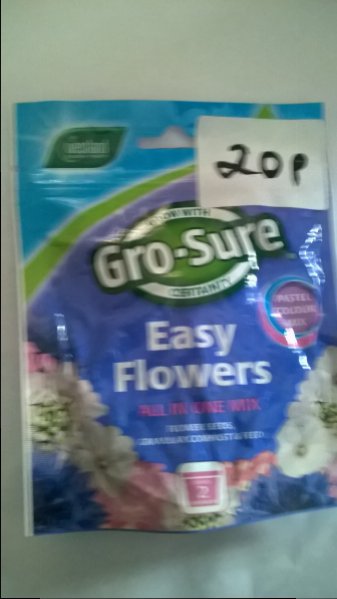 Westland
20p
GROW WITH
Gro-Sure
CERTAINTY
PASTEL
COLOUR
MIX
Easy
Flowers
ALL IN ONE MIX
FLOWER SEEDS,
GRANULAR COMPOST & FEED
2